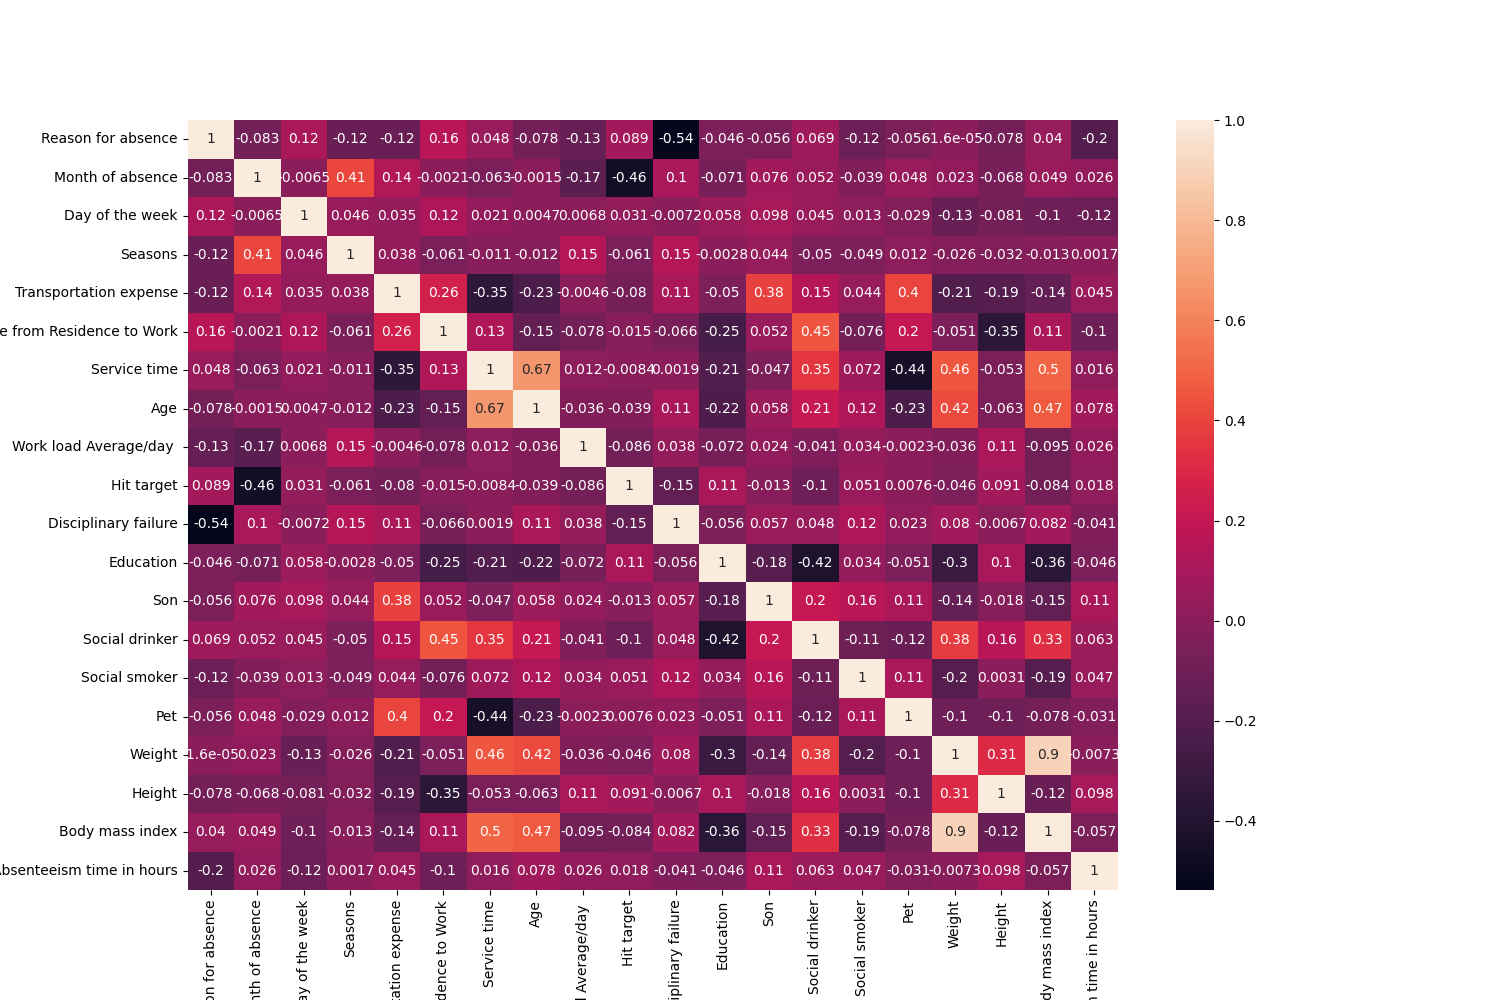 Reason for absence 1 -0.083 0.12 -0.12 -0.12 0.16 0.048 -0.078 -0.13 0.089 -0.54 -0.046 -0.056 0.069 -0.12 -0.056 1.6e-05 -0.078 0.04 -0.2
Month of absence -0.083 1 -0.0065 0.41 0.14 -0.0021 -0.063 -0.0015 -0.17 -0.46 0.1 -0.071 0.076 0.052 -0.039 0.048 0.023 -0.068 0.049 0.026
Day of the week 0.12 -0.0065 1 0.046 0.035 0.12 0.021 0.0047 0.0068 0.031 -0.0072 0.058 0.098 0.045 0.013 -0.029 -0.13 -0.081 -0.1 -0.12
Seasons -0.12 0.41 0.046 1 0.038 -0.061 -0.011 -0.012 0.15 -0.061 0.15 -0.0028 0.044 -0.05 -0.049 0.012 -0.026 -0.032 -0.013 0.0017
Transportation expense -0.12 0.14 0.035 0.038 1 0.26 -0.35 -0.23 -0.0046 -0.08 0.11 -0.05 0.38 0.15 0.044 0.4 -0.21 -0.19 -0.14 0.045
e from Residence to Work 0.16 -0.0021 0.12 -0.061 0.26 1 0.13 -0.15 -0.078 -0.015 -0.066 -0.25 0.052 0.45 -0.076 0.2 -0.051 -0.35 0.11 -0.1
Service time 0.048 -0.063 0.021 -0.011 -0.35 0.13 1 0.67 0.012 -0.0084 0.0019 -0.21 -0.047 0.35 0.072 -0.44 0.46 -0.053 0.5 0.016
Age -0.078 -0.0015 0.0047 -0.012 -0.23 -0.15 0.67 1 -0.036 -0.039 0.11 -0.22 0.058 0.21 0.12 -0.23 0.42 -0.063 0.47 0.078
Work load Average/day -0.13 -0.17 0.0068 0.15 -0.0046 -0.078 0.012 -0.036 1 -0.086 0.038 -0.072 0.024 -0.041 0.034 -0.0023 -0.036 0.11 -0.095 0.026
Hit target 0.089 -0.46 0.031 -0.061 -0.08 -0.015 -0.0084 -0.039 -0.086 1 -0.15 0.11 -0.013 -0.1 0.051 0.0076 -0.046 0.091 -0.084 0.018
Disciplinary failure -0.54 0.1 -0.0072 0.15 0.11 -0.066 0.0019 0.11 0.038 -0.15 1 -0.056 0.057 0.048 0.12 0.023 0.08 -0.0067 0.082 -0.041
Education -0.046 -0.071 0.058 -0.0028 -0.05 -0.25 -0.21 -0.22 -0.072 0.11 -0.056 1 -0.18 -0.42 0.034 -0.051 -0.3 0.1 -0.36 -0.046
Son -0.056 0.076 0.098 0.044 0.38 0.052 -0.047 0.058 0.024 -0.013 0.057 -0.18 1 0.2 0.16 0.11 -0.14 -0.018 -0.15 0.11
Social drinker 0.069 0.052 0.045 -0.05 0.15 0.45 0.35 0.21 -0.041 -0.1 0.048 -0.42 0.2 1 -0.11 -0.12 0.38 0.16 0.33 0.063
Social smoker -0.12 -0.039 0.013 -0.049 0.044 -0.076 0.072 0.12 0.034 0.051 0.12 0.034 0.16 -0.11 1 0.11 -0.2 0.0031 -0.19 0.047
Pet -0.056 0.048 -0.029 0.012 0.4 0.2 -0.44 -0.23 -0.0023 0.0076 0.023 -0.051 0.11 -0.12 0.11 1 -0.1 -0.1 -0.078 -0.031
Weight 1.6e-05 0.023 -0.13 -0.026 -0.21 -0.051 0.46 0.42 -0.036 -0.046 0.08 -0.3 -0.14 0.38 -0.2 -0.1 1 0.31 0.9 -0.0073
Height -0.078 -0.068 -0.081 -0.032 -0.19 -0.35 -0.053 -0.063 0.11 0.091 -0.0067 0.1 -0.018 0.16 0.0031 -0.1 0.31 1 -0.12 0.098
Body mass index 0.04 0.049 -0.1 -0.013 -0.14 0.11 0.5 0.47 -0.095 -0.084 0.082 -0.36 -0.15 0.33 -0.19 -0.078 0.9 -0.12 1 -0.057
Absenteeism time in hours -0.2 0.026 -0.12 0.0017 0.045 -0.1 0.016 0.078 0.026 0.018 -0.041 -0.046 0.11 0.063 0.047 -0.031 -0.0073 0.098 -0.057 1
on for absence
nth of absence
ay of the week
Seasons
tation expense
dence to Work
Service time
Age
d Average/day
Hit target
iplinary failure
Education
Son
Social drinker
Social smoker
Pet
Weight
Height
dy mass index
n time in hours
1.0
0.8
0.6
0.4
0.2
0.0
−0.2
−0.4